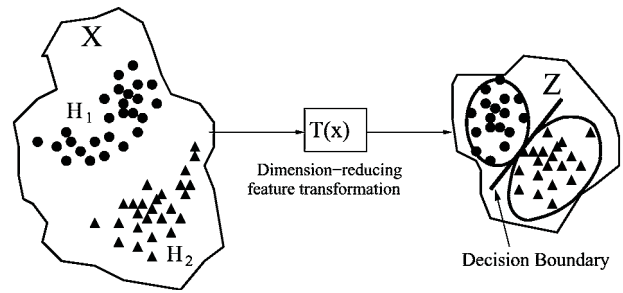 X
H1
H2
T(x)
Dimension−reducing
feature transformation
Z
Decision Boundary